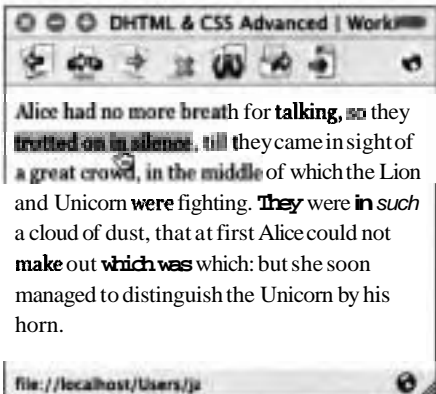 DHTML & CSS Advanced | Work
Alice had no more breath for talking, so they
trotted on in silence, till they came in sight of
a great crowd, in the middle of which the Lion
and Unicorn were fighting. They were in such
a cloud of dust, that at first Alice could not
make out which was which: but she soon
managed to distinguish the Unicorn by his
horn.
file://localhost/Users/ja